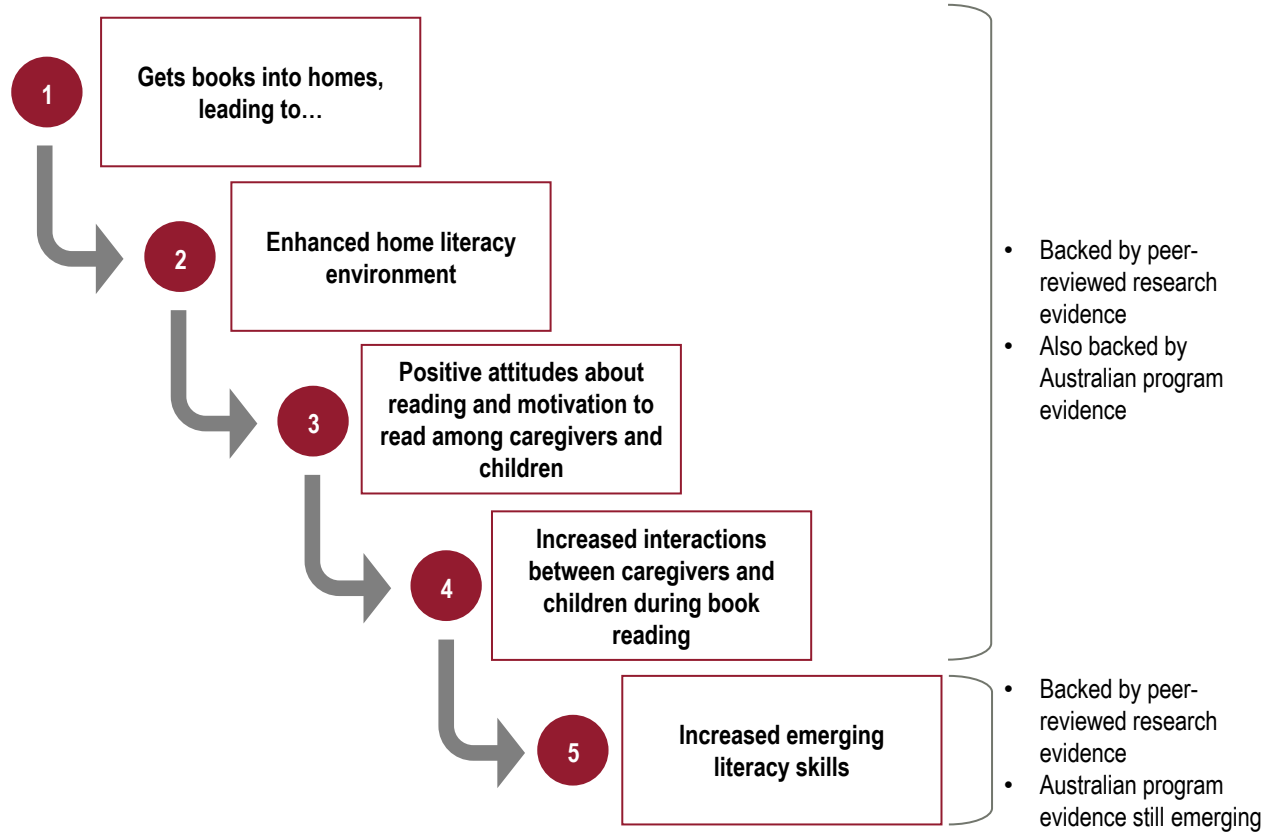 1
Gets books into homes,
leading to…
2
Enhanced home literacy
environment
3
Positive attitudes about
reading and motivation to
read among caregivers and
children
4
Increased interactions
between caregivers and
children during book
reading
• Backed by peer-
reviewed research
evidence
• Also backed by
Australian program
evidence
5
Increased emerging
literacy skills
• Backed by peer-
reviewed research
evidence
• Australian program
evidence still emerging